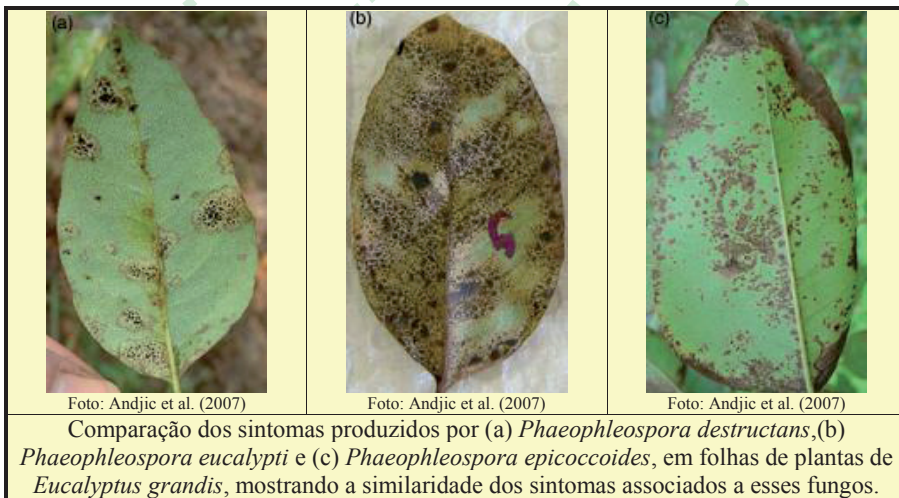 (a)
(b)
(c)
Foto: Andjic et al. (2007)
Foto: Andjic et al. (2007)
Foto: Andjic et al. (2007)
Comparação dos sintomas produzidos por (a) Phaeophleospora destructans,(b)
Phaeophleospora eucalypti e (c) Phaeophleospora epicoccoides, em folhas de plantas de
Eucalyptus grandis, mostrando a similaridade dos sintomas associados a esses fungos.